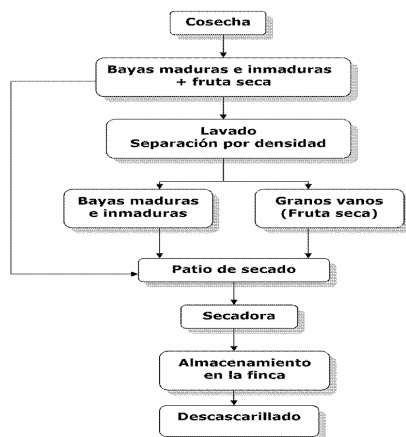 Cosecha
Bayas maduras e inmaduras
+ fruta seca
Lavado
Separación por densidad
Bayas maduras
e inmaduras
Granos vanos
(Fruta seca)
Patio de secado
Secadora
Almacenamiento
en la finca
Descascarillado